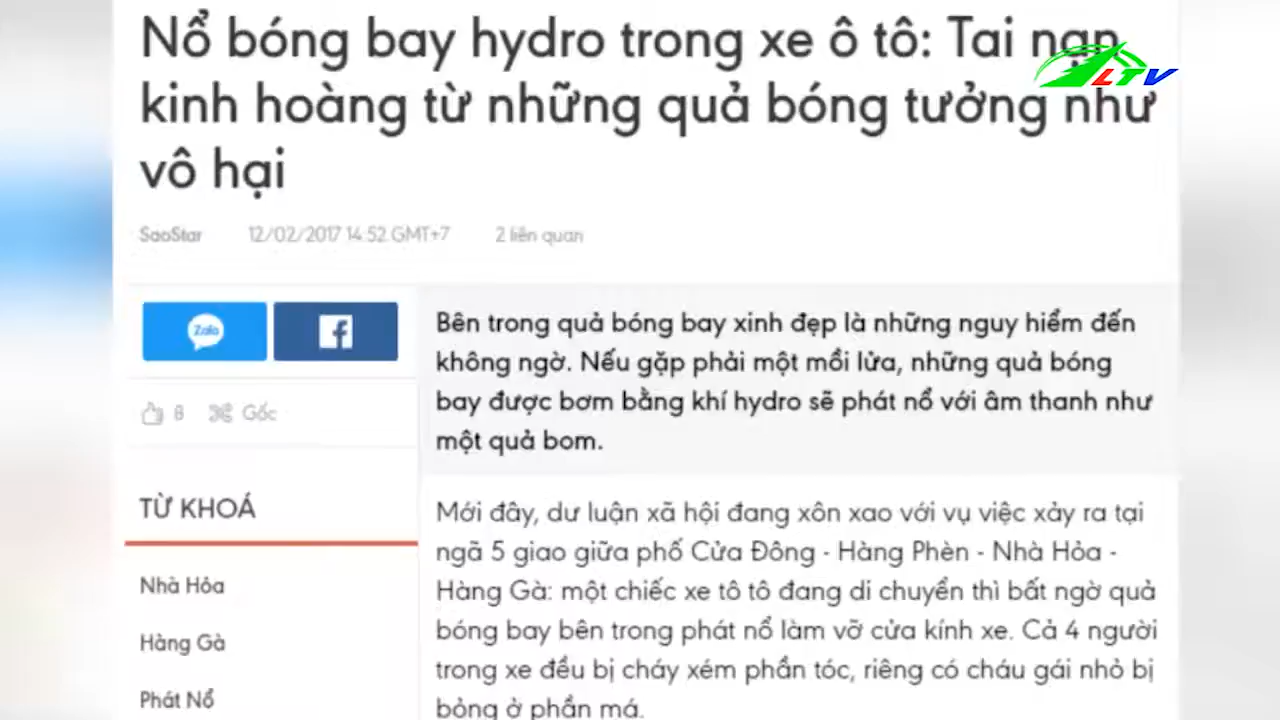 Nổ bóng bay hydro trong xe ô tô: Tai nạn
kinh hoàng từ những quả bóng tưởng như
vô hại
LTV
SaoStar 12/02/2017 14:52 GMT+7 2 liên quan
Zalo f
Bên trong quả bóng bay xinh đẹp là những nguy hiểm đến
không ngờ. Nếu gặp phải một mồi lửa, những quả bóng
bay được bơm bằng khí hydro sẽ phát nổ với âm thanh như
một quả bom.
8 Gốc
TỪ KHOÁ
Nhà Hỏa
Hàng Gà
Phát Nổ
Mới đây, dư luận xã hội đang xôn xao với vụ việc xảy ra tại
ngã 5 giao giữa phố Cửa Đông - Hàng Phèn - Nhà Hỏa -
Hàng Gà: một chiếc xe tô tô đang di chuyển thì bất ngờ quả
bóng bay bên trong phát nổ làm vỡ cửa kính xe. Cả 4 người
trong xe đều bị cháy xém phần tóc, riêng có cháu gái nhỏ bị
bỏng ở phần má.